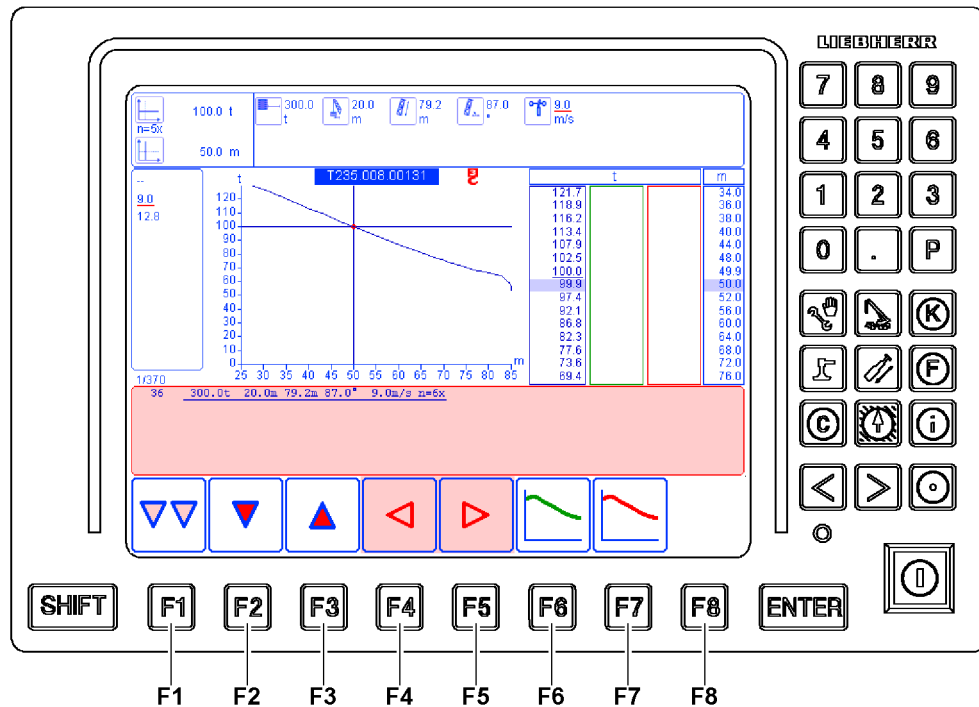 LIEBHERR
100.0 t
n=5x
50.0 m
300.0 t
20.0 m
79.2 m
87.0 °
9.0 m/s
--
9.0
12.8
1/370
t
T235.008.00131
120
110
100
90
80
70
60
50
40
30
20
10
0
m
25 30 35 40 45 50 55 60 65 70 75 80 85
t m
121.7 34.0
118.9 36.0
116.2 38.0
113.4 40.0
107.9 44.0
102.5 48.0
100.0 49.9
99.9 50.0
97.4 52.0
92.1 56.0
86.8 60.0
82.3 64.0
77.6 68.0
73.6 72.0
69.4 76.0
36 300.0t 20.0m 79.2m 87.0° 9.0m/s n=6x
7 8 9
4 5 6
1 2 3
0 . P
K
F
C i
< >
SHIFT F1 F2 F3 F4 F5 F6 F7 F8 ENTER
F1 F2 F3 F4 F5 F6 F7 F8